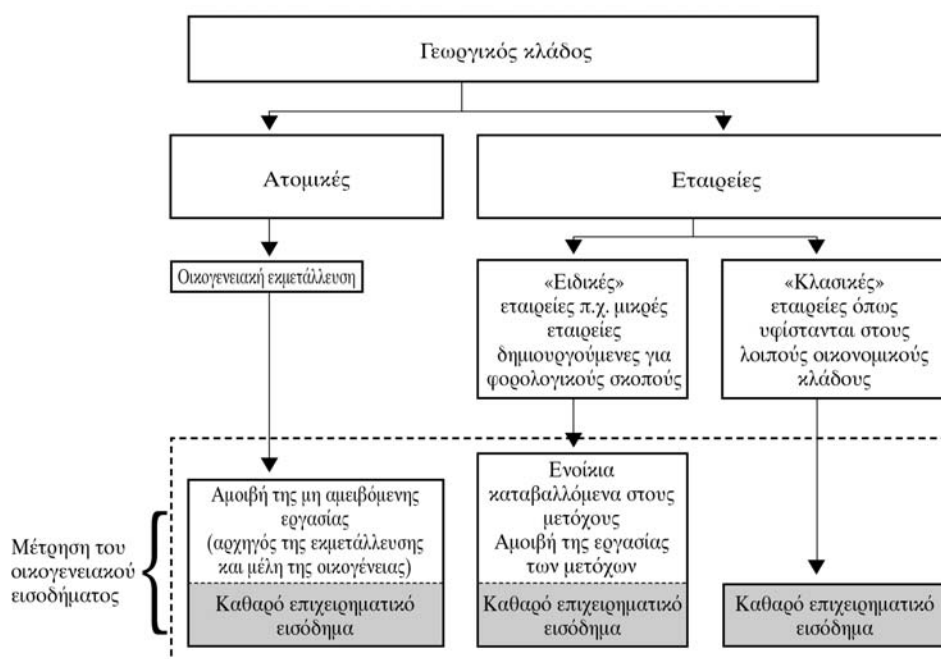 Γεωργικός κλάδος
Ατομικές
Εταιρείες
Οικογενειακή εκμετάλλευση
«Ειδικές»
εταιρείες π.χ. μικρές
εταιρείες
δημιουργούμενες για
φορολογικούς σκοπούς
«Κλασικές»
εταιρείες όπως
υφίστανται στους
λοιπούς οικονομικούς
κλάδους
Μέτρηση του
οικογενειακού
εισοδήματος
Αμοιβή της μη αμειβόμενης
εργασίας
(αρχηγός της εκμετάλλευσης
και μέλη της οικογένειας)
Καθαρό επιχειρηματικό
εισόδημα
Ενοίκια
καταβαλλόμενα στους
μετόχους
Αμοιβή της εργασίας
των μετόχων
Καθαρό επιχειρηματικό
εισόδημα
Καθαρό επιχειρηματικό
εισόδημα